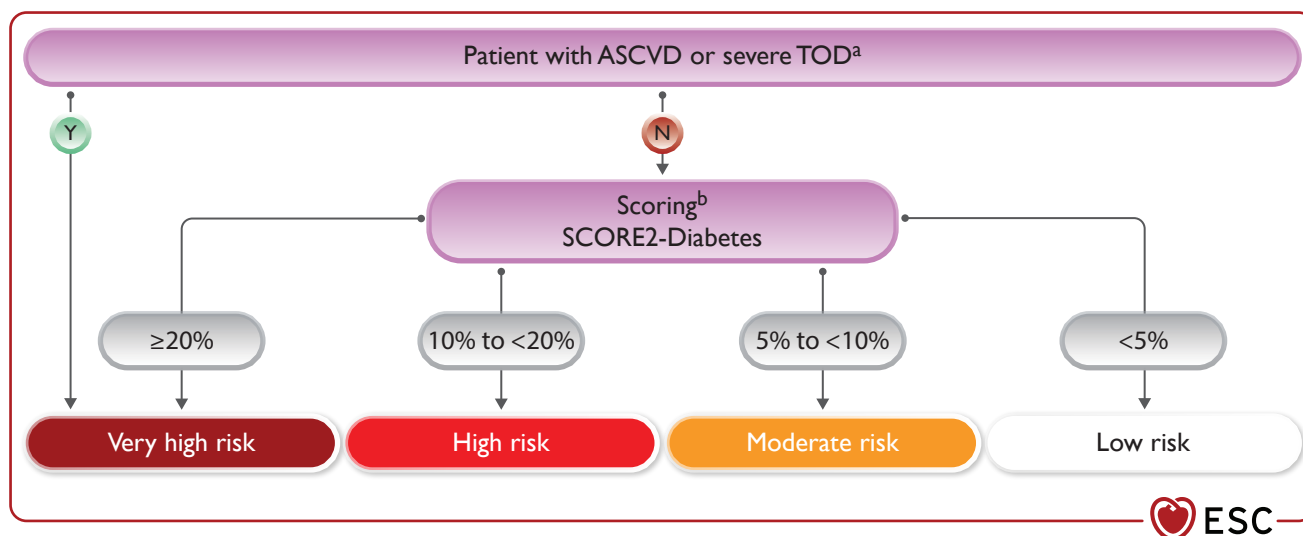 Patient with ASCVD or severe TODᵃ
Y
N
Scoringᵇ
SCORE2-Diabetes
≥20%
10% to <20%
5% to <10%
<5%
Very high risk
High risk
Moderate risk
Low risk
ESC